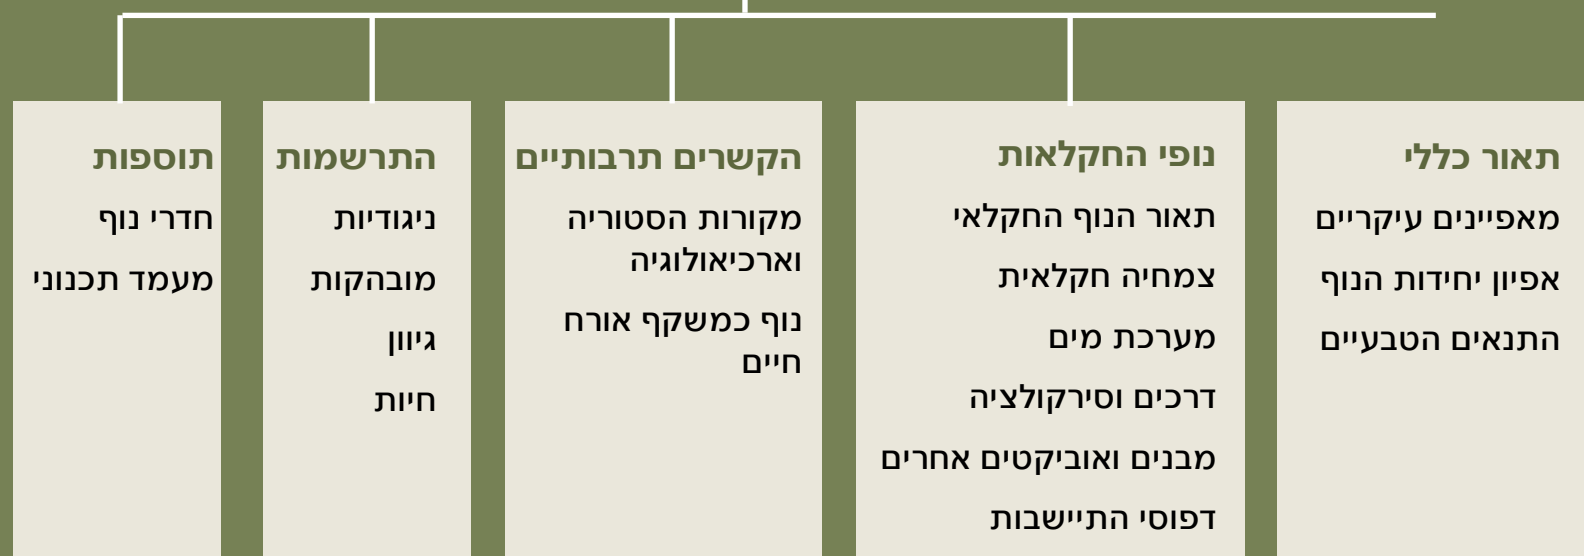 תאור כללי
מאפיינים עיקריים
אפיון יחידות הנוף
התנאים הטבעיים
נופי החקלאות
תאור הנוף החקלאי
צמחיה חקלאית
מערכת מים
דרכים וסירקולציה
מבנים ואוביקטים אחרים
דפוסי התיישבות
הקשרים תרבותיים
מקורות הסטוריה
וארכיאולוגיה
נוף כמשקף אורח
חיים
התרשמות
ניגודיות
מובהקות
גיוון
חיות
תוספות
חדרי נוף
מעמד תכנוני